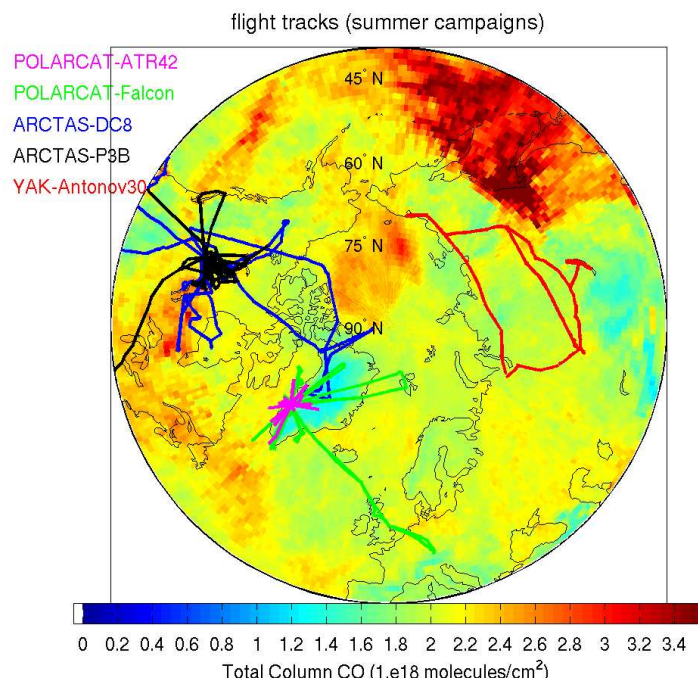 flight tracks (summer campaigns)
POLARCAT-ATR42
POLARCAT-Falcon
ARCTAS-DC8
ARCTAS-P3B
YAK-Antonov30
45° N
60° N
75° N
90° N
0 0.2 0.4 0.6 0.8 1 1.2 1.4 1.6 1.8 2 2.2 2.4 2.6 2.8 3 3.2 3.4
Total Column CO (1.e18 molecules/cm²)